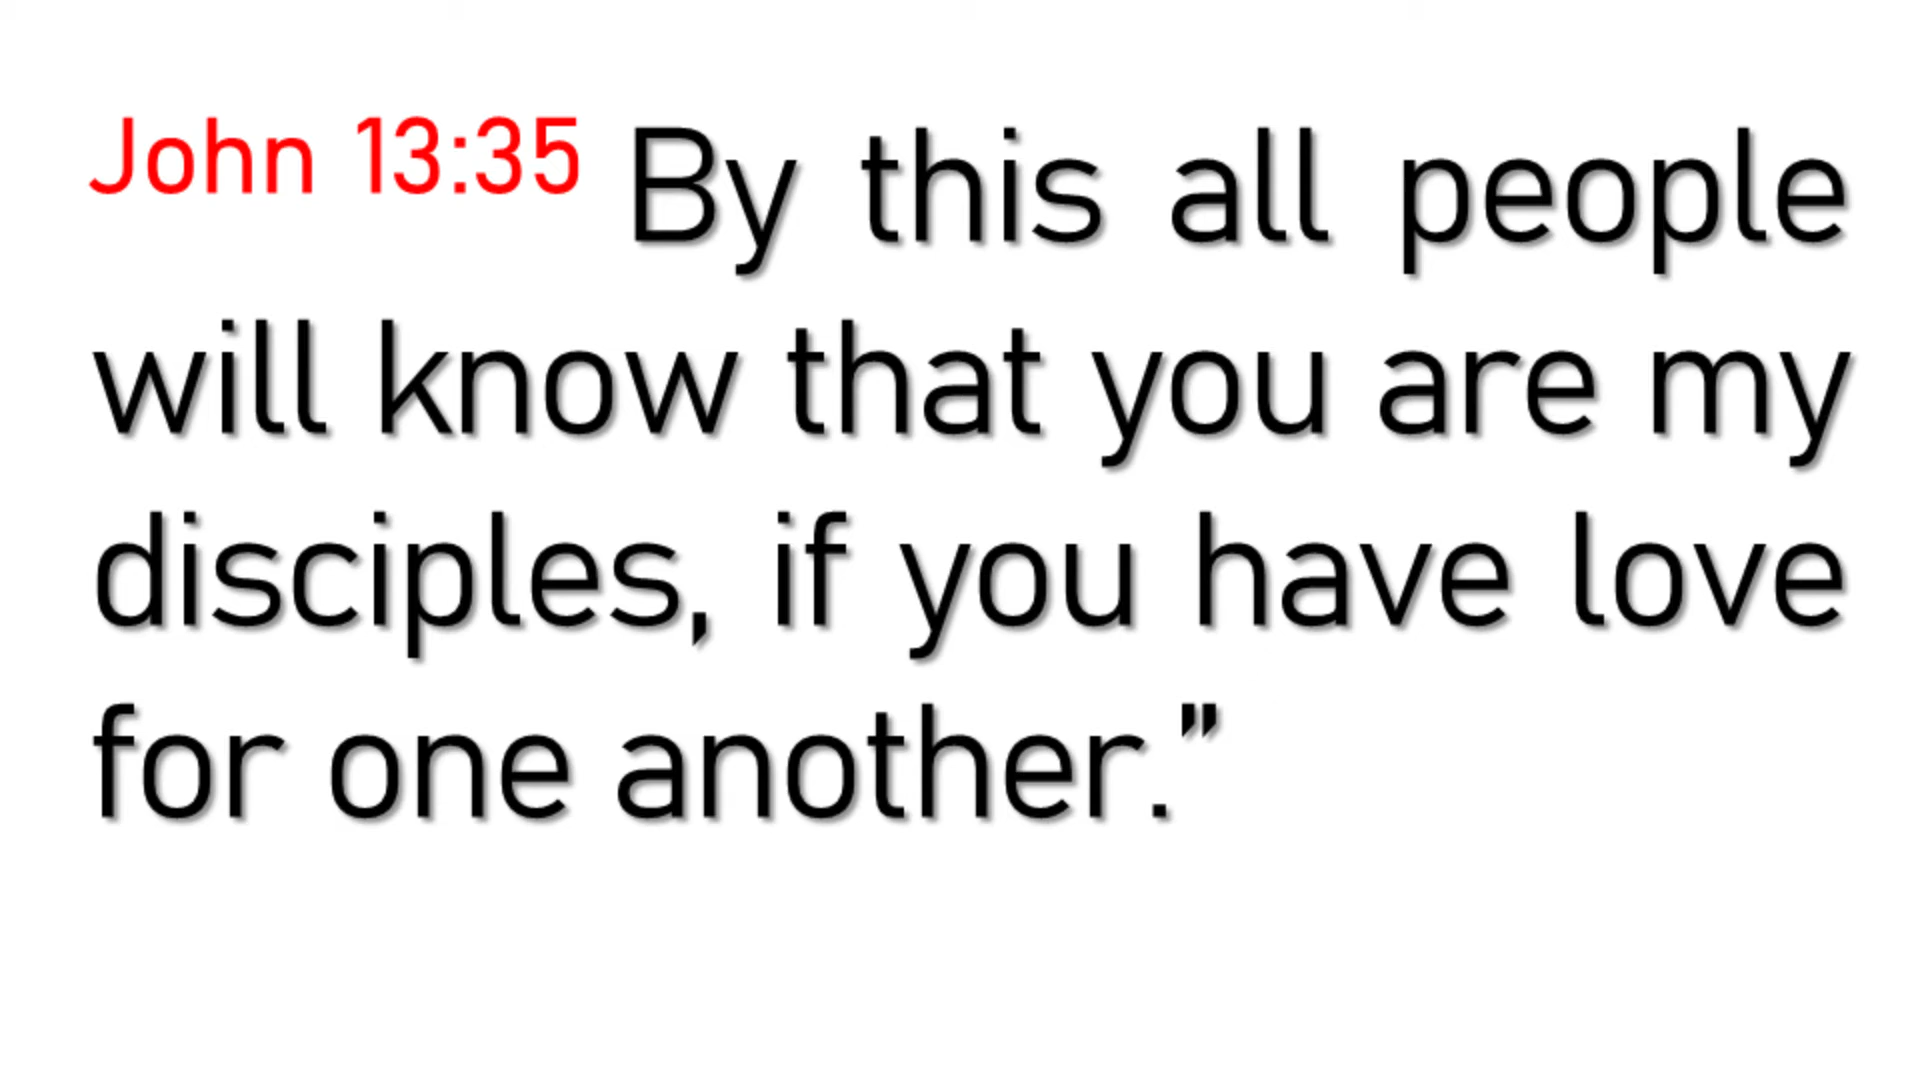 John 13:35 By this all people
will know that you are my
disciples, if you have love
for one another.”